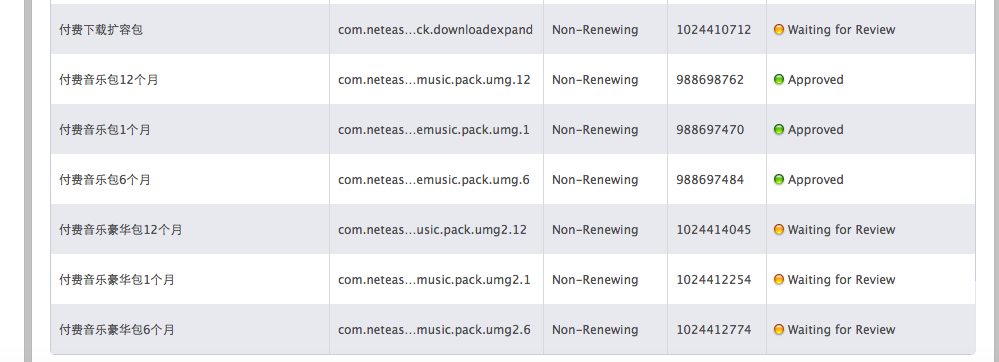 付费下载扩容包 com.neteas...ck.downloadexpand Non-Renewing 1024410712 Waiting for Review
付费音乐包12个月 com.neteas...music.pack.umg.12 Non-Renewing 988698762 Approved
付费音乐包1个月 com.neteas...emusic.pack.umg.1 Non-Renewing 988697470 Approved
付费音乐包6个月 com.neteas...emusic.pack.umg.6 Non-Renewing 988697484 Approved
付费音乐豪华包12个月 com.neteas...usic.pack.umg2.12 Non-Renewing 1024414045 Waiting for Review
付费音乐豪华包1个月 com.neteas...music.pack.umg2.1 Non-Renewing 1024412254 Waiting for Review
付费音乐豪华包6个月 com.neteas...music.pack.umg2.6 Non-Renewing 1024412774 Waiting for Review